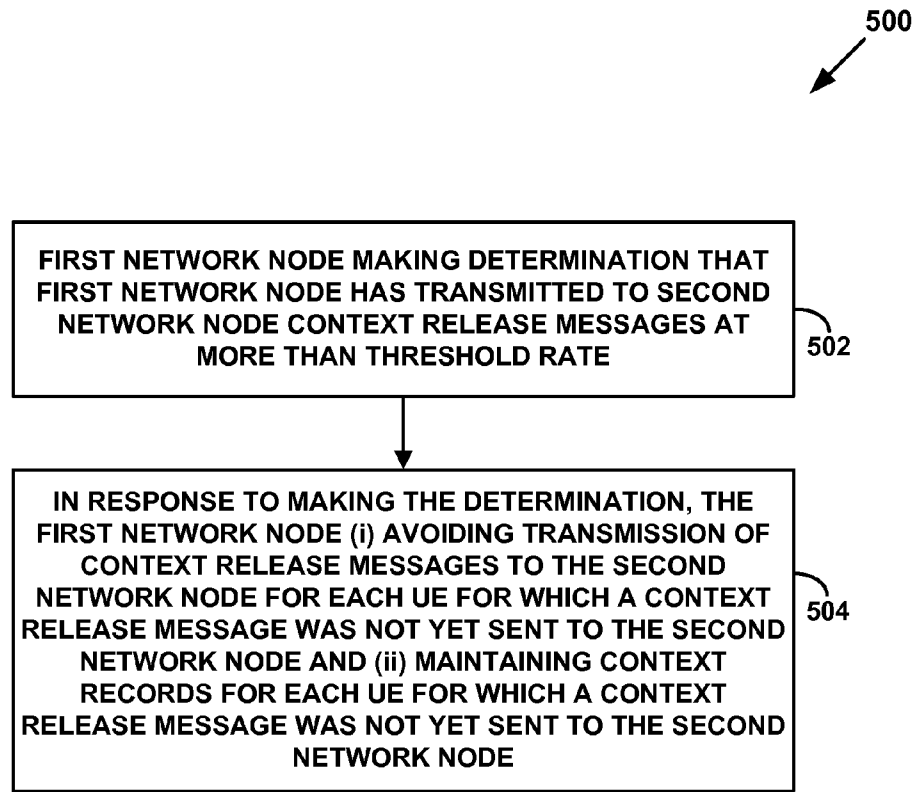 500
FIRST NETWORK NODE MAKING DETERMINATION THAT
FIRST NETWORK NODE HAS TRANSMITTED TO SECOND
NETWORK NODE CONTEXT RELEASE MESSAGES AT
MORE THAN THRESHOLD RATE
502
IN RESPONSE TO MAKING THE DETERMINATION, THE
FIRST NETWORK NODE (i) AVOIDING TRANSMISSION OF
CONTEXT RELEASE MESSAGES TO THE SECOND
NETWORK NODE FOR EACH UE FOR WHICH A CONTEXT
RELEASE MESSAGE WAS NOT YET SENT TO THE SECOND
NETWORK NODE AND (ii) MAINTAINING CONTEXT
RECORDS FOR EACH UE FOR WHICH A CONTEXT
RELEASE MESSAGE WAS NOT YET SENT TO THE SECOND
NETWORK NODE
504